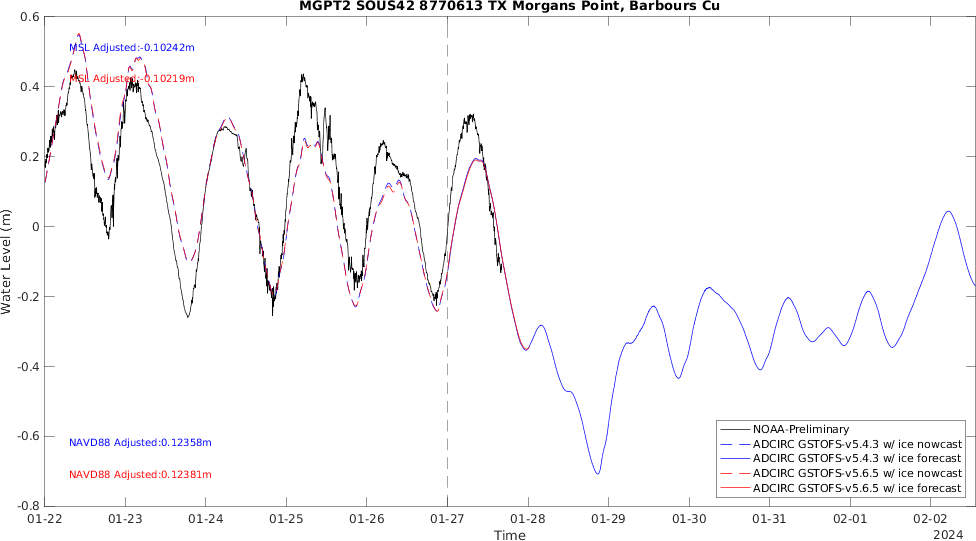 MGPT2 SOUS42 8770613 TX Morgans Point, Barbours Cu
0.6
0.4
0.2
0
-0.2
-0.4
-0.6
-0.8
Water Level (m)
MSL Adjusted:-0.10242m
MSL Adjusted:-0.10219m
NAVD88 Adjusted:0.12358m
NAVD88 Adjusted:0.12381m
NOAA-Preliminary
ADCIRC GSTOFS-v5.4.3 w/ ice nowcast
ADCIRC GSTOFS-v5.4.3 w/ ice forecast
ADCIRC GSTOFS-v5.6.5 w/ ice nowcast
ADCIRC GSTOFS-v5.6.5 w/ ice forecast
01-22 01-23 01-24 01-25 01-26 01-27 01-28 01-29 01-30 01-31 02-01 02-02
Time
2024